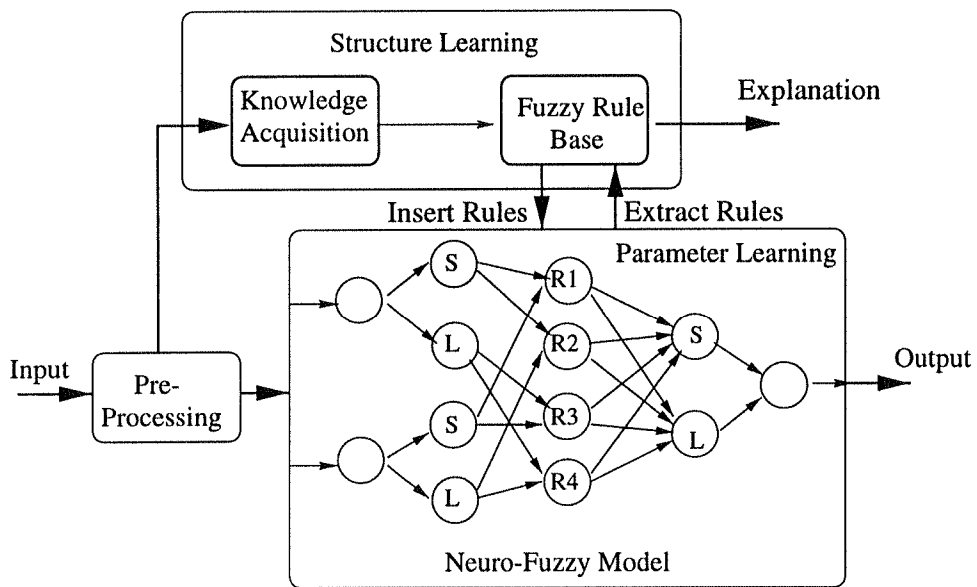 Structure Learning
Knowledge
Acquisition
Fuzzy Rule
Base
Explanation
Insert Rules
Extract Rules
Parameter Learning
Input
Pre-
Processing
S
L
S
L
R1
R2
R3
R4
S
L
Output
Neuro-Fuzzy Model